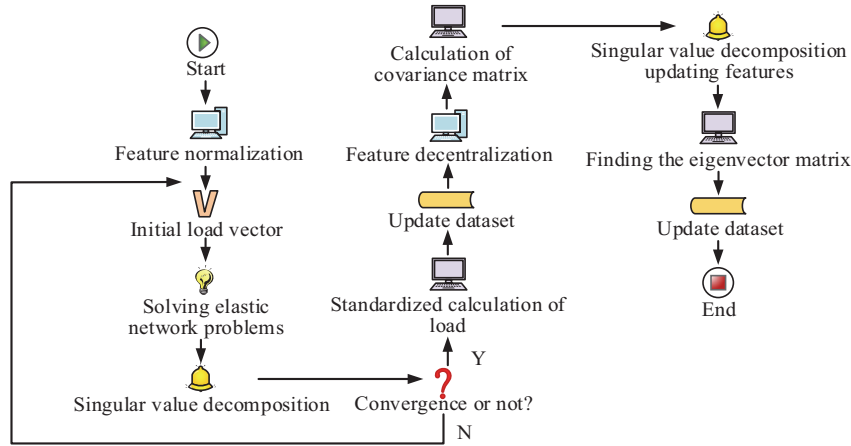 Start
Feature normalization
V
Initial load vector
Solving elastic
network problems
Singular value decomposition
?
Convergence or not?
N
Y
Standardized calculation of
load
Update dataset
Feature decentralization
Calculation of
covariance matrix
Singular value decomposition
updating features
Finding the eigenvector matrix
Update dataset
End